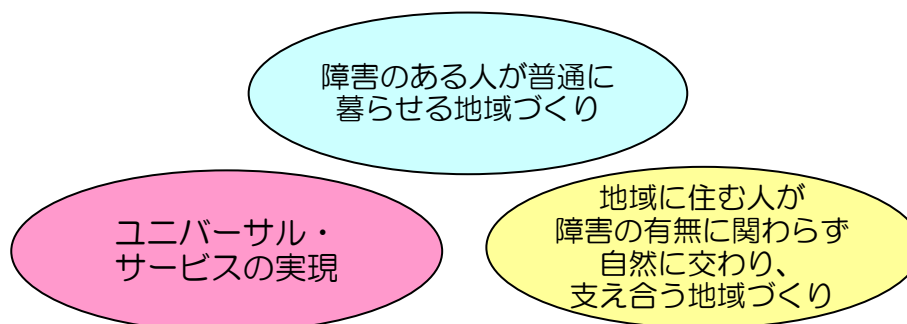 障害のある人が普通に
暮らせる地域づくり
ユニバーサル・
サービスの実現
地域に住む人が
障害の有無に関わらず
自然に交わり、
支え合う地域づくり